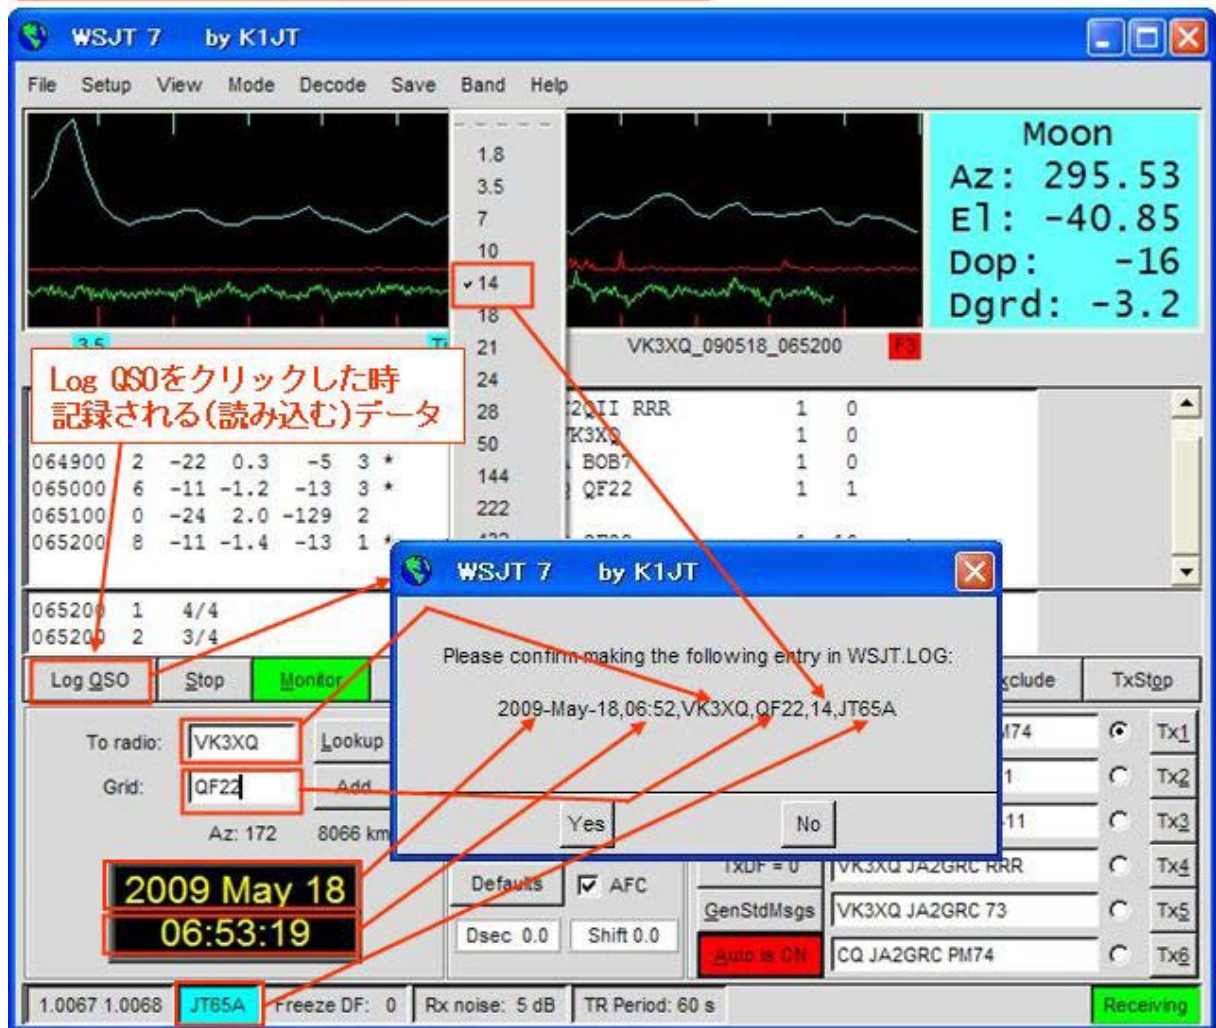 WSJT 7 by K1JT
File Setup View Mode Decode Save Band Help
1.8
3.5
7
10
✓14
18
21
24
28
50
144
222
Moon
Az: 295.53
El: -40.85
Dop: -16
Dgrd: -3.2
3.5
VK3XQ_090518_065200
F3
Log QSOをクリックした時
記録される(読み込む)データ
2QII RRR 1 0
VK3XQ 1 0
BOB7 1 0
QF22 1 1
064900 2 -22 0.3 -5 3 *
065000 6 -11 -1.2 -13 3 *
065100 0 -24 2.0 -129 2
065200 8 -11 -1.4 -13 1 *
065200 1 4/4
065200 2 3/4
WSJT 7 by K1JT
Please confirm making the following entry in WSJT.LOG:
2009-May-18,06:52,VK3XQ,QF22,14,JT65A
Yes No
Log QSO Stop Monitor xclude TxStop
To radio: VK3XQ Lookup
Grid: QF22 Add
Az: 172 8066 km
2009 May 18
06:53:19
Defaults AFC
Dsec 0.0 Shift 0.0
M74 Tx1
1 Tx2
-11 Tx3
TxDF = 0 VK3XQ JA2GRC RRR Tx4
GenStdMsgs VK3XQ JA2GRC 73 Tx5
Auto is ON CQ JA2GRC PM74 Tx6
1.0067 1.0068 JT65A Freeze DF: 0 Rx noise: 5 dB TR Period: 60 s Receiving